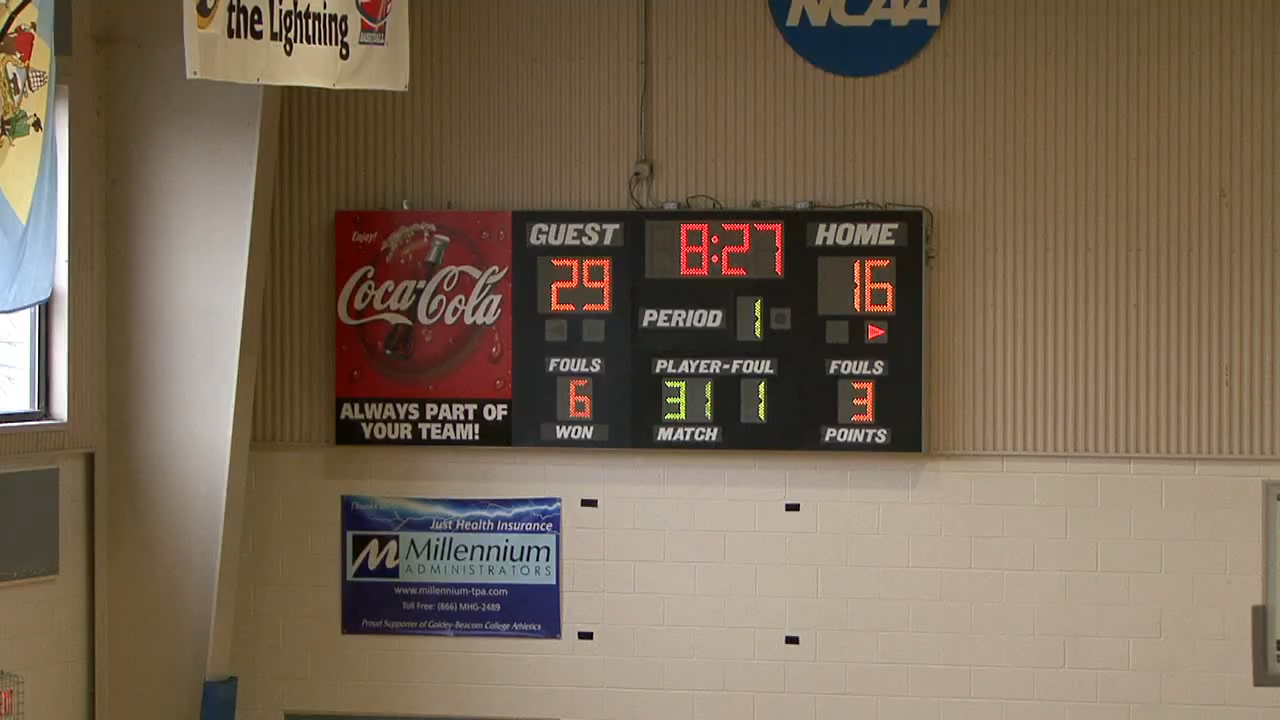 the Lightning
BASEBALL
NCAA
Enjoy!
Coca-Cola
ALWAYS PART OF
YOUR TEAM!
GUEST
8:27
HOME
29
16
PERIOD 1
FOULS
PLAYER-FOUL
FOULS
6
31 1
3
WON
MATCH
POINTS
Just Health Insurance
Millennium
ADMINISTRATORS
www.millennium-tpa.com
Toll Free: (866) MHG-2489
Proud Supporter of Goldey-Beacom College Athletics